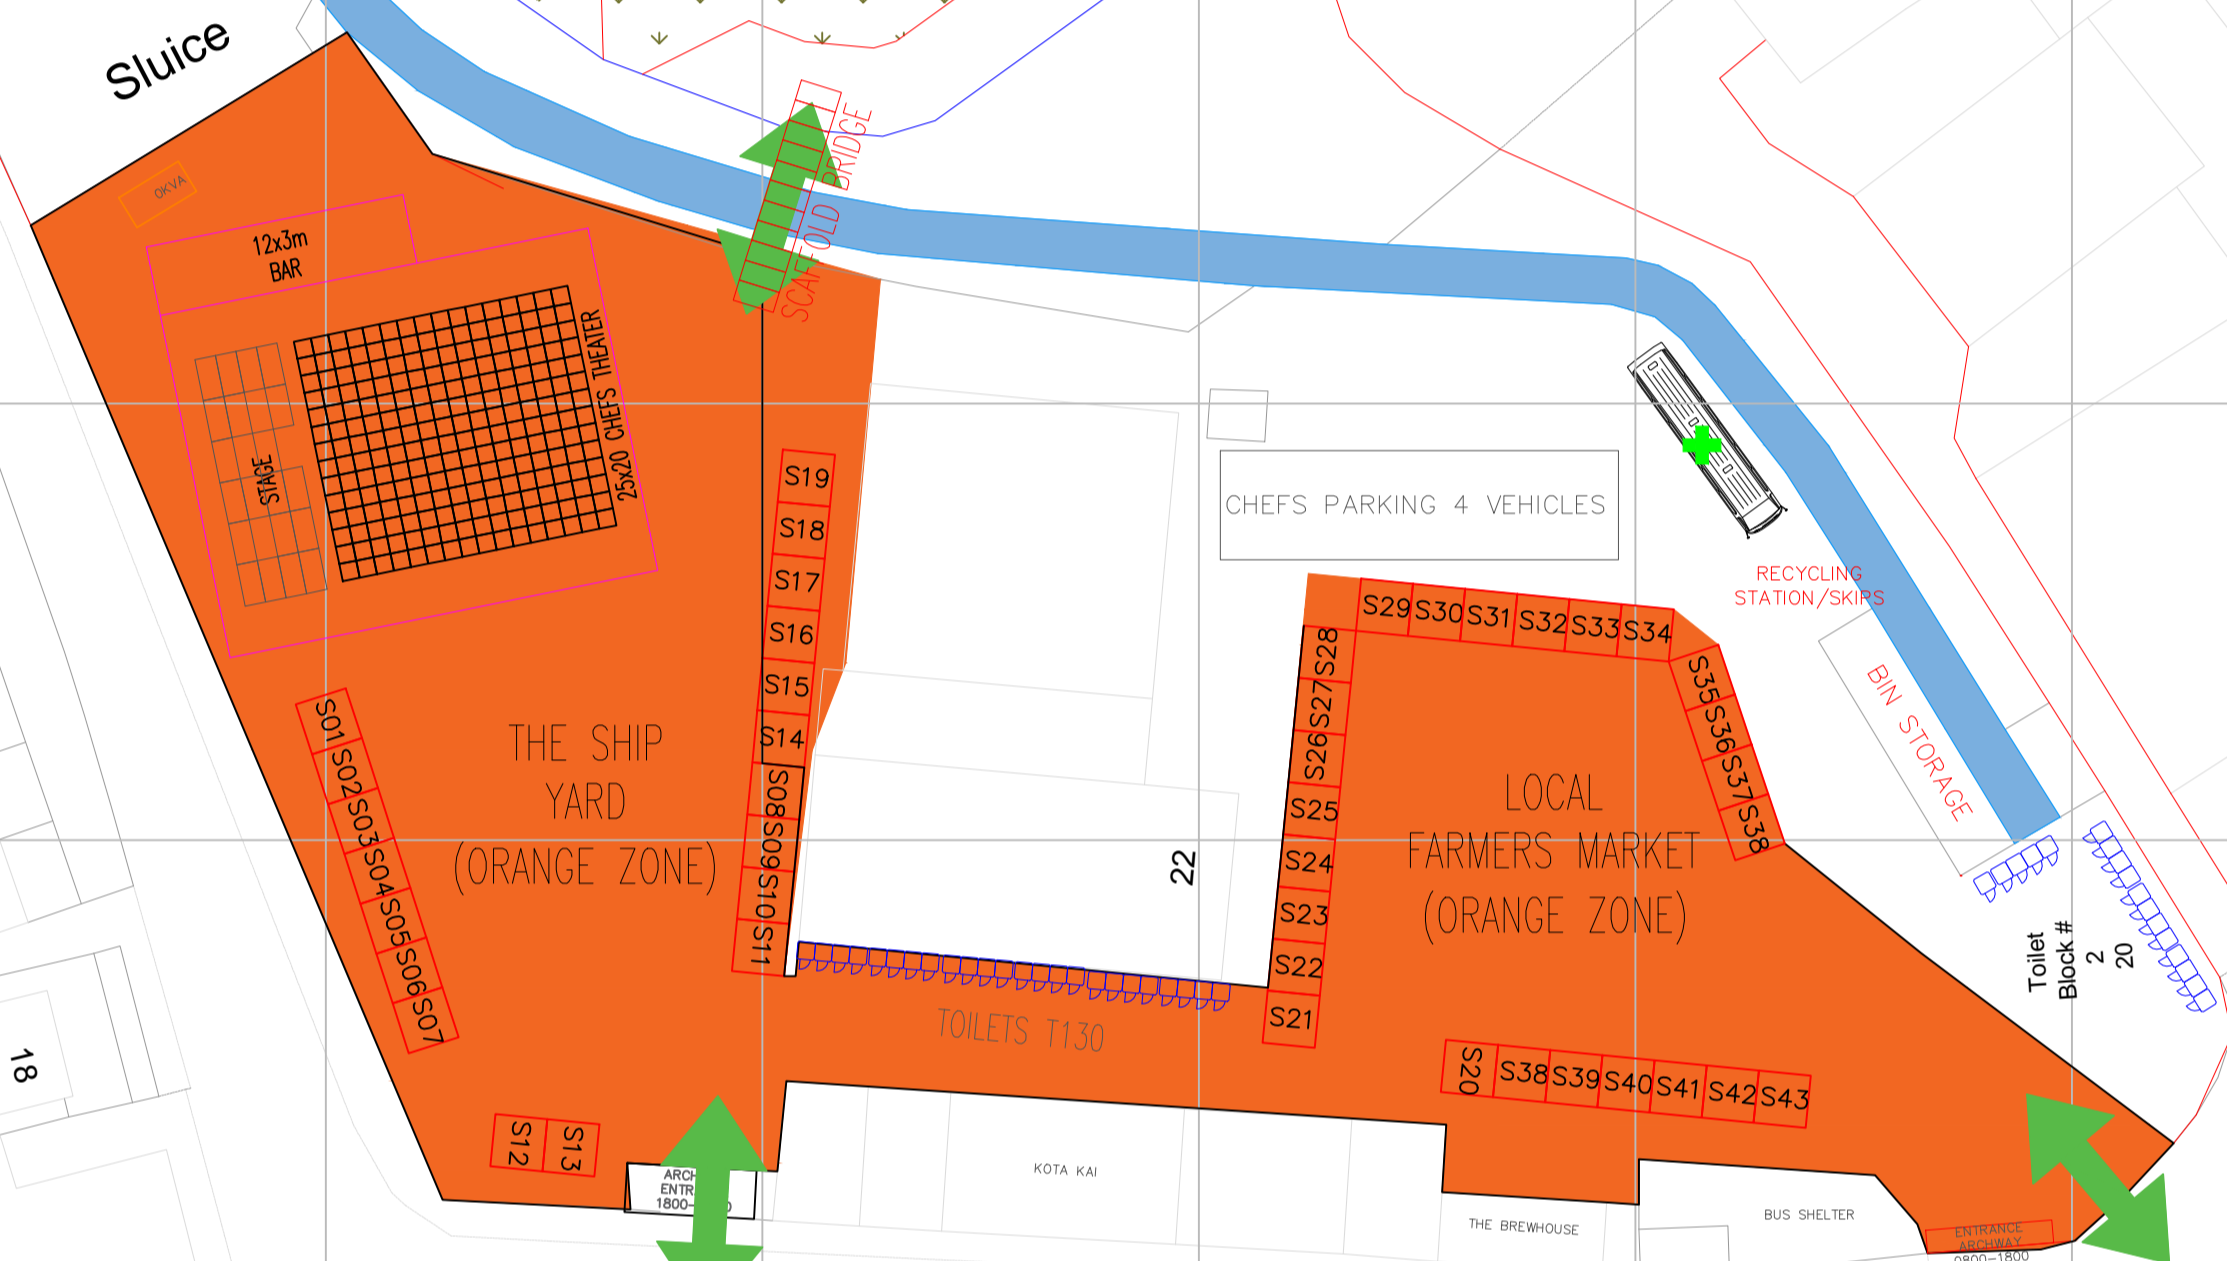 Sluice
SCAFFOLD BRIDGE
OKVA
12x3m
BAR
25x20 CHEFS THEATER
STAGE
S19
S18
S17
S16
S15
S14
S08
S09
S10
S11
CHEFS PARKING 4 VEHICLES
RECYCLING
STATION/SKIPS
BIN STORAGE
S29
S30
S31
S32
S33
S34
S28
S27
S26
S25
S24
S23
S22
S21
S35
S36
S37
S38
S01
S02
S03
S04
S05
S06
S07
THE SHIP
YARD
(ORANGE ZONE)
LOCAL
FARMERS MARKET
(ORANGE ZONE)
22
Toilet
Block #
2
20
TOILETS T130
S20
S38
S39
S40
S41
S42
S43
18
S12
S13
KOTA KAI
THE BREWHOUSE
BUS SHELTER
ENTRANCE
ARCHWAY
0800-1800